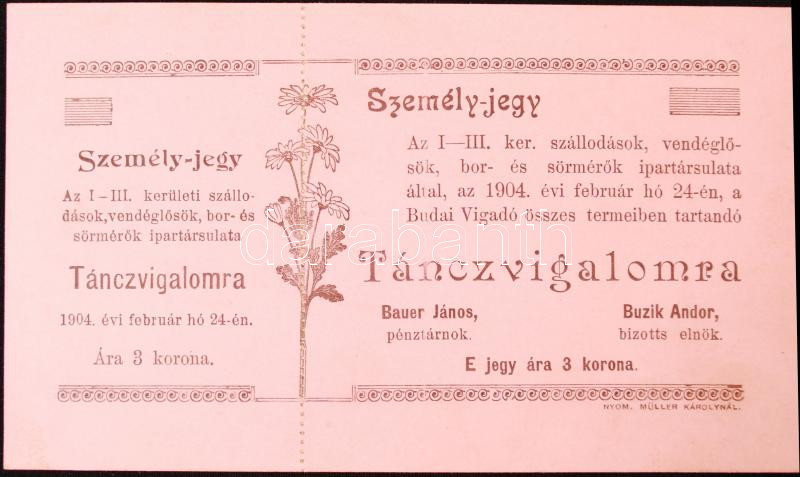 Személy-jegy
Az I-III. kerületi szállo-
dások,vendéglősök, bor- és
sörmérők ipartársulata
Tánczvigalomra
1904. évi február hó 24-én.
Ára 3 korona.
Személy-jegy
Az I—III. ker. szállodások, vendéglő-
sök, bor- és sörmérők ipartársulata
által, az 1904. évi február hó 24-én, a
Budai Vigadó összes termeiben tartandó
Tánczvigalomra
Bauer János, Buzik Andor,
pénztárnok. bizotts elnök.
E jegy ára 3 korona.
NYOM. MÜLLER KÁROLYNÁL.
darabanth